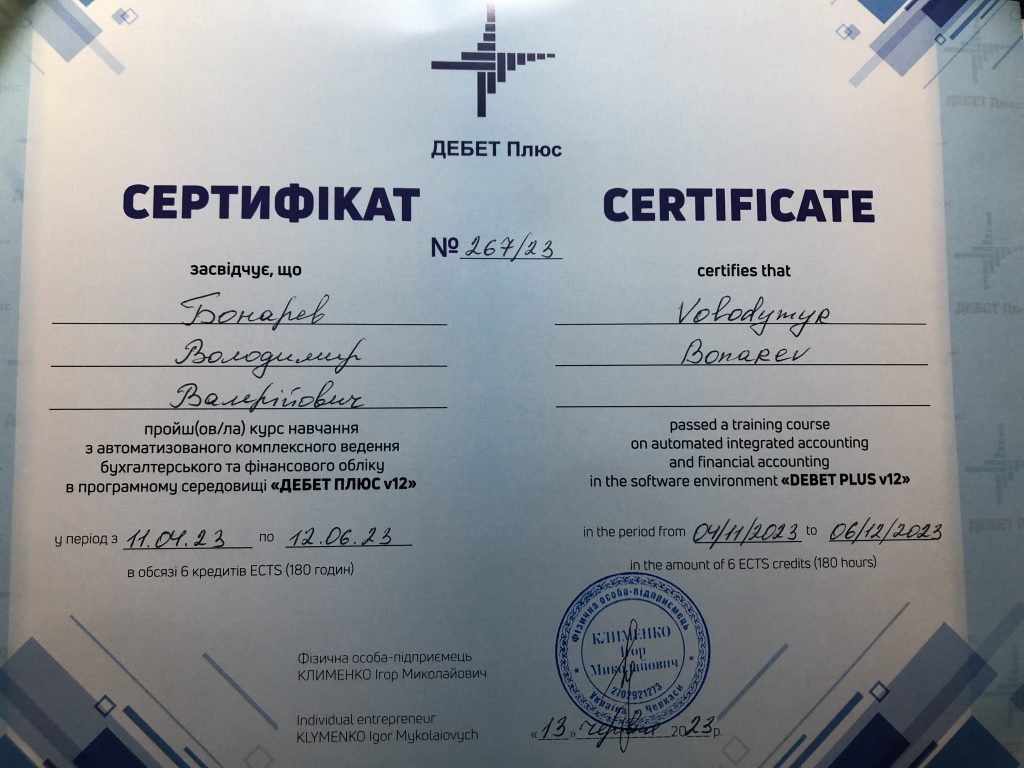 ДЕБЕТ Плюс
СЕРТИФІКАТ
CERTIFICATE
№ 267/23
засвідчує, що
Бонарев
Володимир
Валерійович
пройш(ов/ла) курс навчання
з автоматизованого комплексного ведення
бухгалтерського та фінансового обліку
в програмному середовищі «ДЕБЕТ ПЛЮС v12»
у період з 11.04.23 по 12.06.23
в обсязі 6 кредитів ECTS (180 годин)
certifies that
Volodymyr
Bonarev
passed a training course
on automated integrated accounting
and financial accounting
in the software environment «DEBET PLUS v12»
in the period from 04/11/2023 to 06/12/2023
in the amount of 6 ECTS credits (180 hours)
Фізична особа-підприємець
КЛИМЕНКО Ігор Миколайович
Individual entrepreneur
KLYMENKO Igor Mykolaiovych
Фізична особа-підприємець
КЛИМЕНКО
Ігор
Миколайович
2702921273
Україна м. Черкаси
«13» червня 2023р.